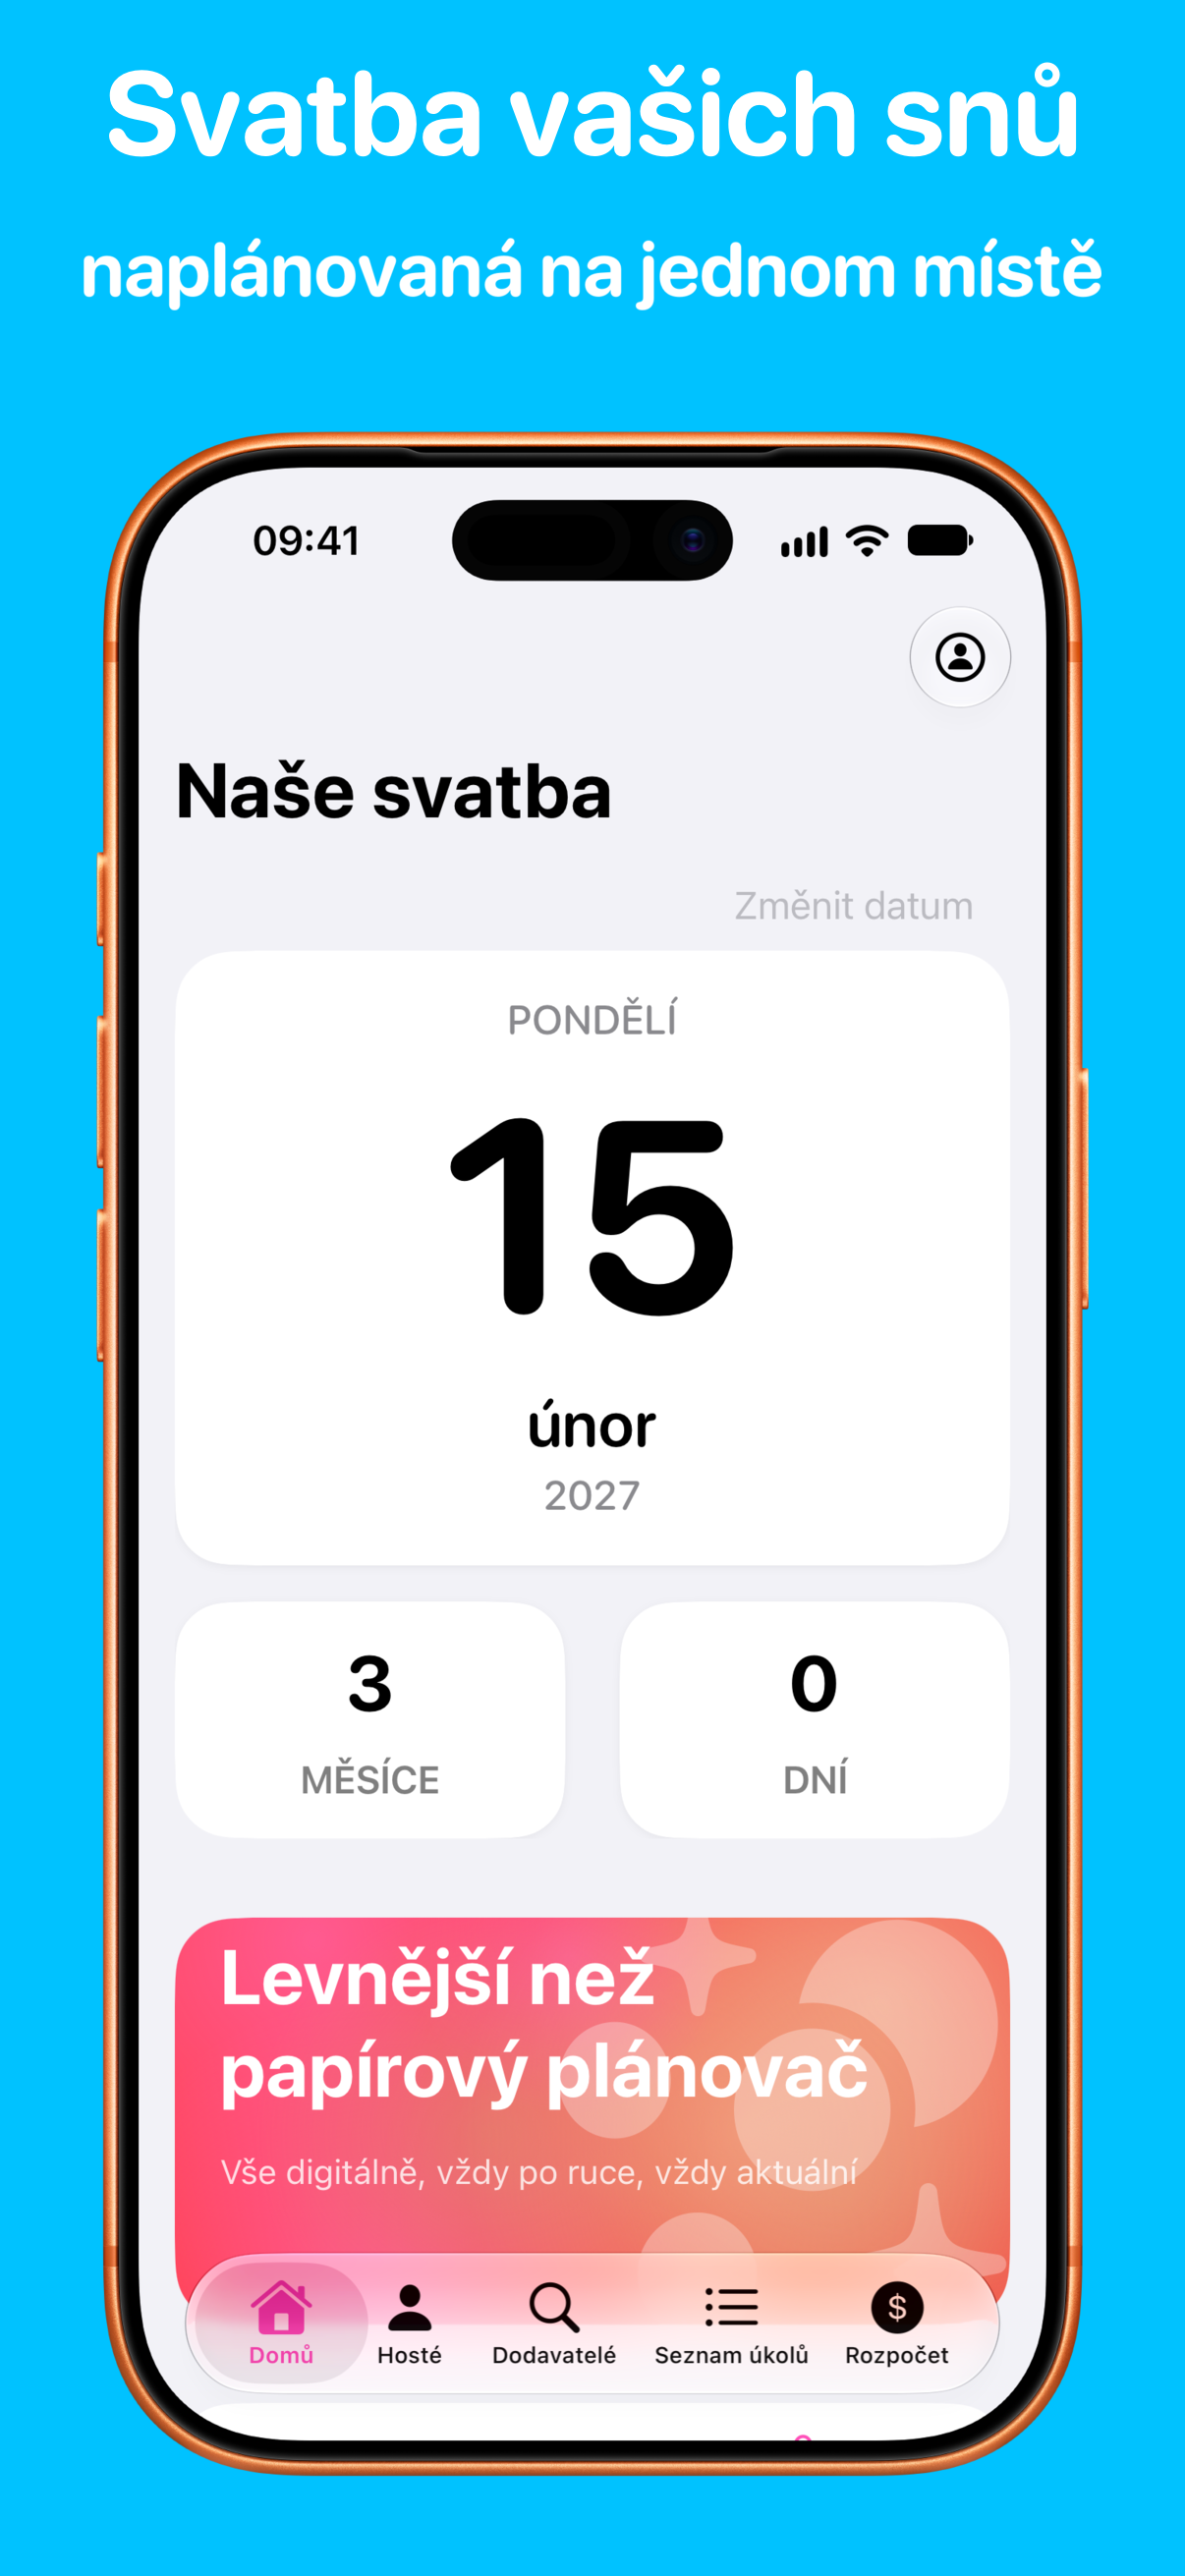 Svatba vašich snů
naplánovaná na jednom místě
09:41
Naše svatba
Změnit datum
PONDĚLÍ
15
únor
2027
3
MĚSÍCE
0
DNÍ
Levnější než
papírový plánovač
Vše digitálně, vždy po ruce, vždy aktuální
$
Domů
Hosté
Dodavatelé
Seznam úkolů
Rozpočet